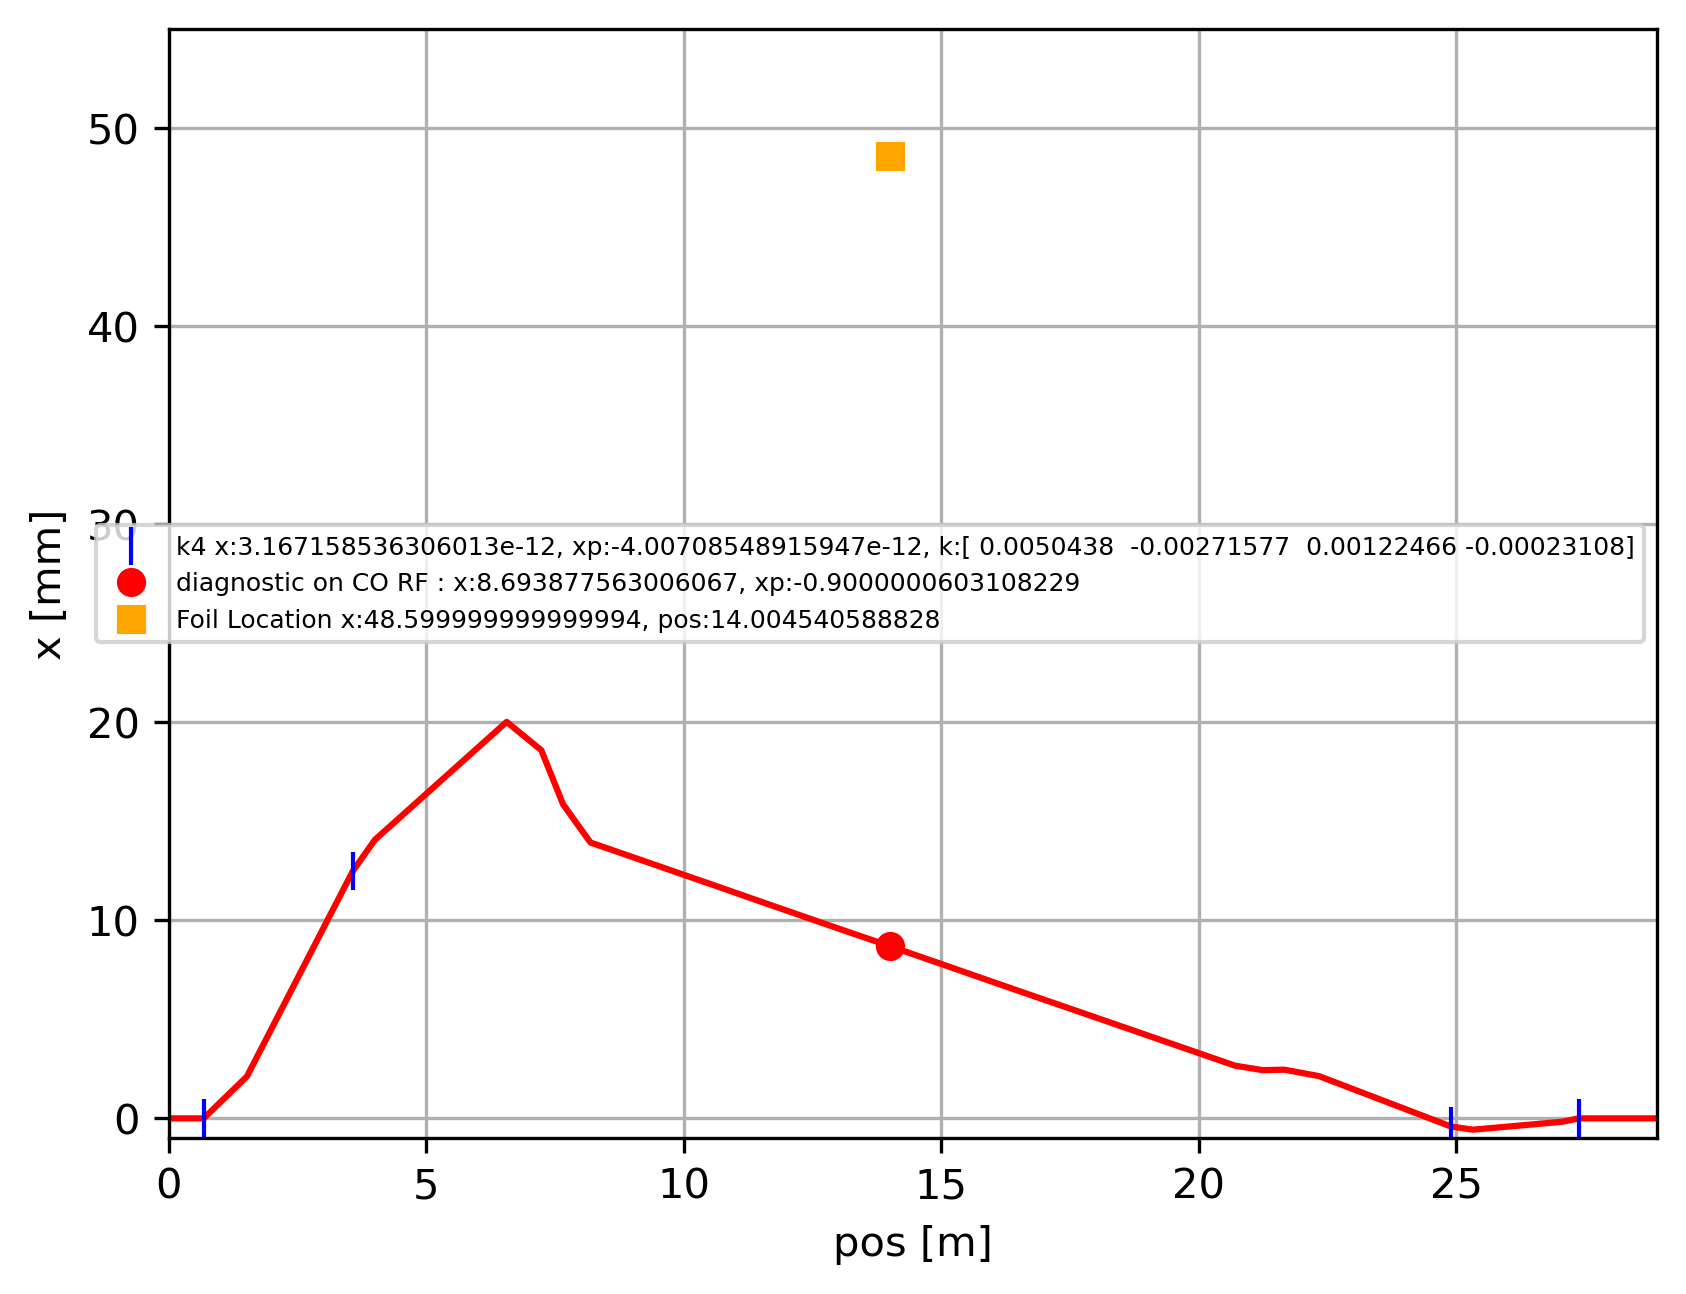 50
40
x [mm]
30
k4 x:3.167158536306013e-12, xp:-4.00708548915947e-12, k:[ 0.0050438  -0.00271577  0.00122466 -0.00023108]
diagnostic on CO RF : x:8.693877563006067, xp:-0.9000000603108229
Foil Location x:48.599999999999994, pos:14.004540588828
20
10
0
0 5 10 15 20 25
pos [m]